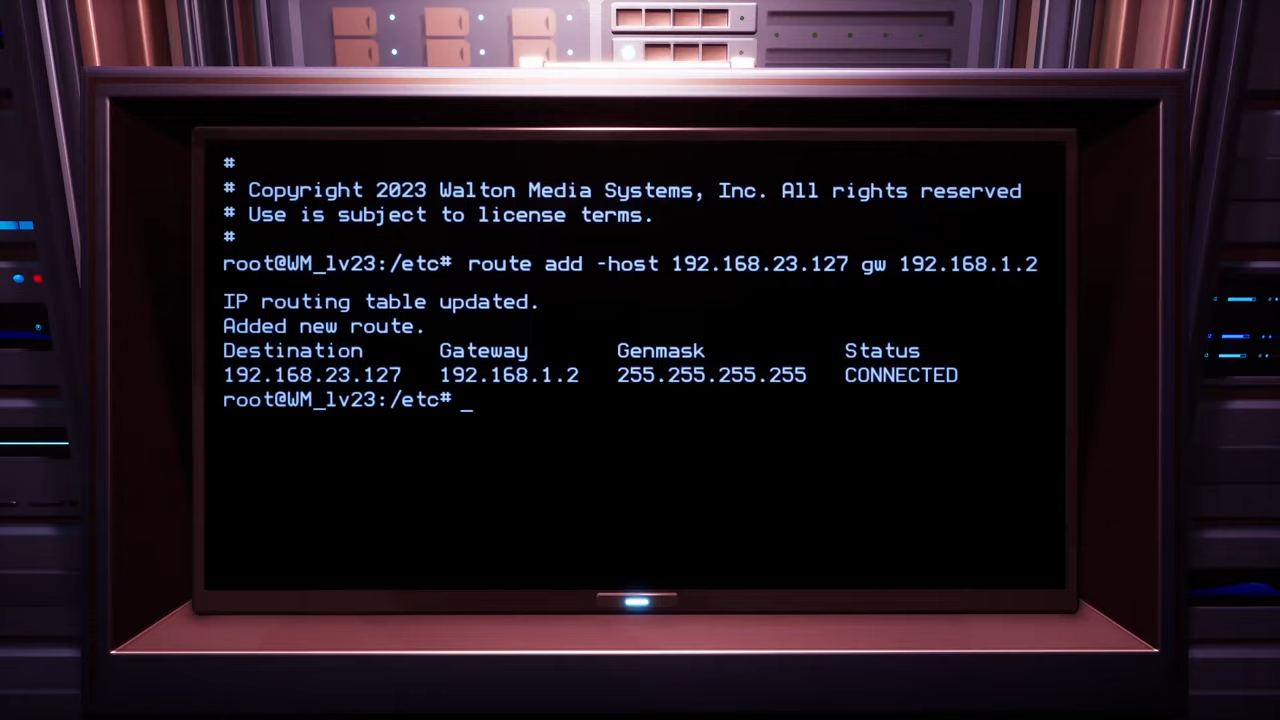 #
# Copyright 2023 Walton Media Systems, Inc. All rights reserved
# Use is subject to license terms.
#
root@WM_lv23:/etc# route add -host 192.168.23.127 gw 192.168.1.2
IP routing table updated.
Added new route.
Destination Gateway Genmask Status
192.168.23.127 192.168.1.2 255.255.255.255 CONNECTED
root@WM_lv23:/etc# _